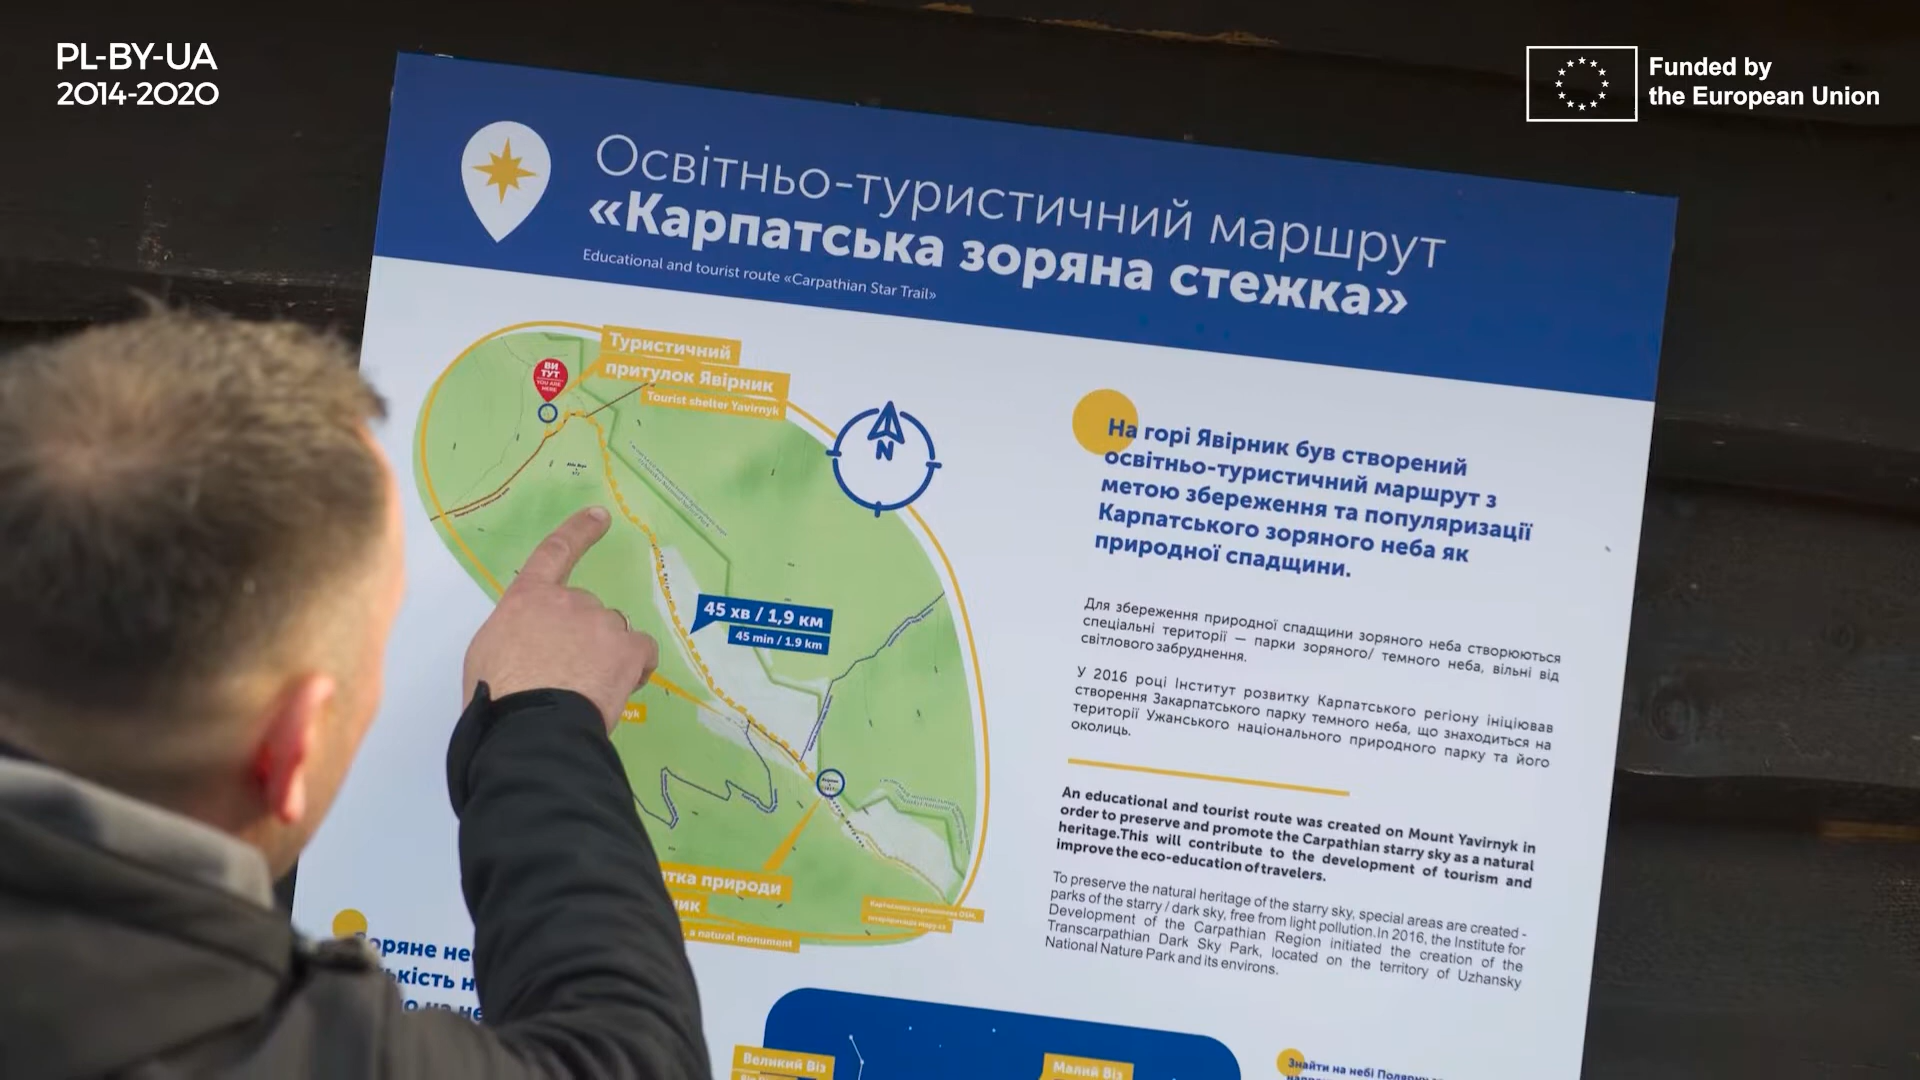 PL-BY-UA
2014-2020
Funded by
the European Union
Освітньо-туристичний маршрут
«Карпатська зоряна стежка»
Educational and tourist route «Carpathian Star Trail»
Туристичний
притулок Явірник
Tourist shelter Yavirnyk
ВИ
ТУТ
YOU ARE
HERE
N
45 хв / 1,9 км
45 min / 1.9 km
природи
a natural monument
На горі Явірник був створений
освітньо-туристичний маршрут з
метою збереження та популяризації
Карпатського зоряного неба як
природної спадщини.
Для збереження природної спадщини зоряного неба створюються
спеціальні території — парки зоряного/ темного неба, вільні від
світлового забруднення.
У 2016 році Інститут розвитку Карпатського регіону ініціював
створення Закарпатського парку темного неба, що знаходиться на
території Ужанського національного природного парку та його
околиць.
An educational and tourist route was created on Mount Yavirnyk in
order to preserve and promote the Carpathian starry sky as a natural
heritage.This will contribute to the development of tourism and
improve the eco-education of travelers.
To preserve the natural heritage of the starry sky, special areas are created -
parks of the starry / dark sky, free from light pollution.In 2016, the Institute for
Development of the Carpathian Region initiated the creation of the
Transcarpathian Dark Sky Park, located on the territory of Uzhansky
National Nature Park and its environs.
Великий Віз
Малий Віз
Знайти на небі